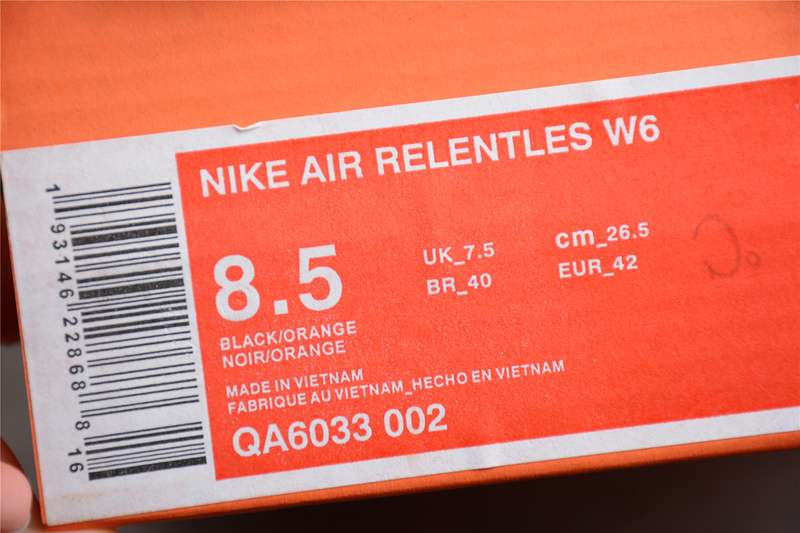 NIKE AIR RELENTLES W6
8.5
UK_7.5
cm_26.5
BR_40
EUR_42
BLACK/ORANGE
NOIR/ORANGE
MADE IN VIETNAM
FABRIQUE AU VIETNAM_HECHO EN VIETNAM
QA6033 002
1 93146 22868 8 16